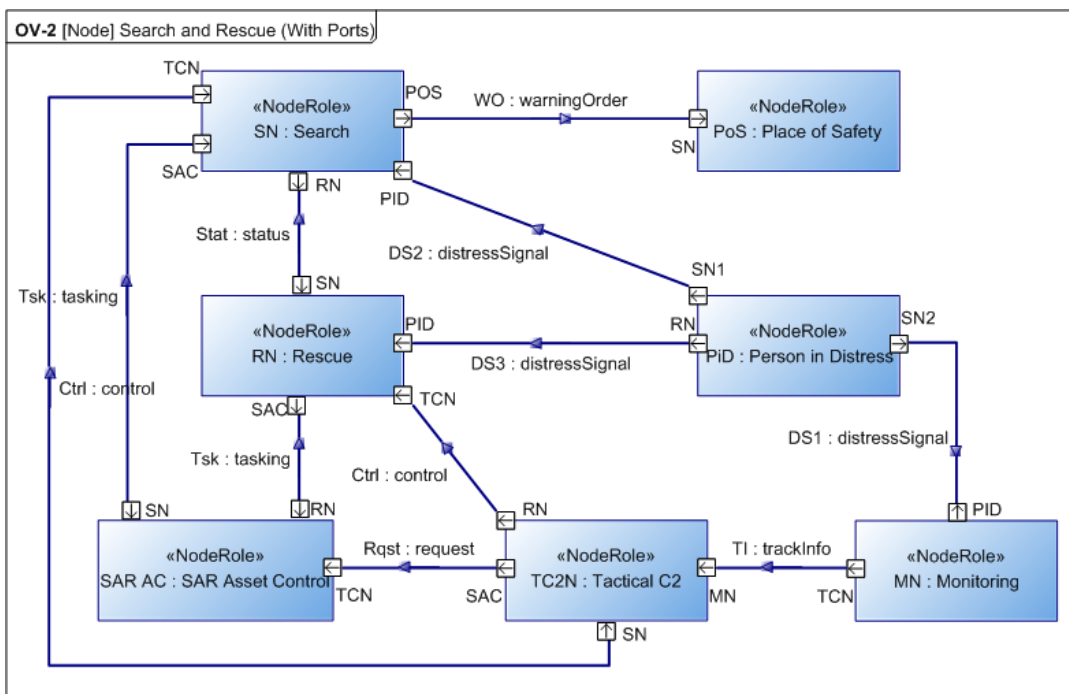 OV-2 [Node] Search and Rescue (With Ports)
TCN
«NodeRole»
SN : Search
POS
WO : warningOrder
SN
«NodeRole»
PoS : Place of Safety
SAC
RN
PID
Stat : status
DS2 : distressSignal
SN
SN1
Tsk : tasking
«NodeRole»
RN : Rescue
PID
RN
DS3 : distressSignal
«NodeRole»
PiD : Person in Distress
SN2
Ctrl : control
SAC
TCN
Tsk : tasking
Ctrl : control
DS1 : distressSignal
SN
RN
RN
PID
«NodeRole»
SAR AC : SAR Asset Control
Rqst : request
TCN
SAC
«NodeRole»
TC2N : Tactical C2
TI : trackInfo
MN
TCN
«NodeRole»
MN : Monitoring
SN